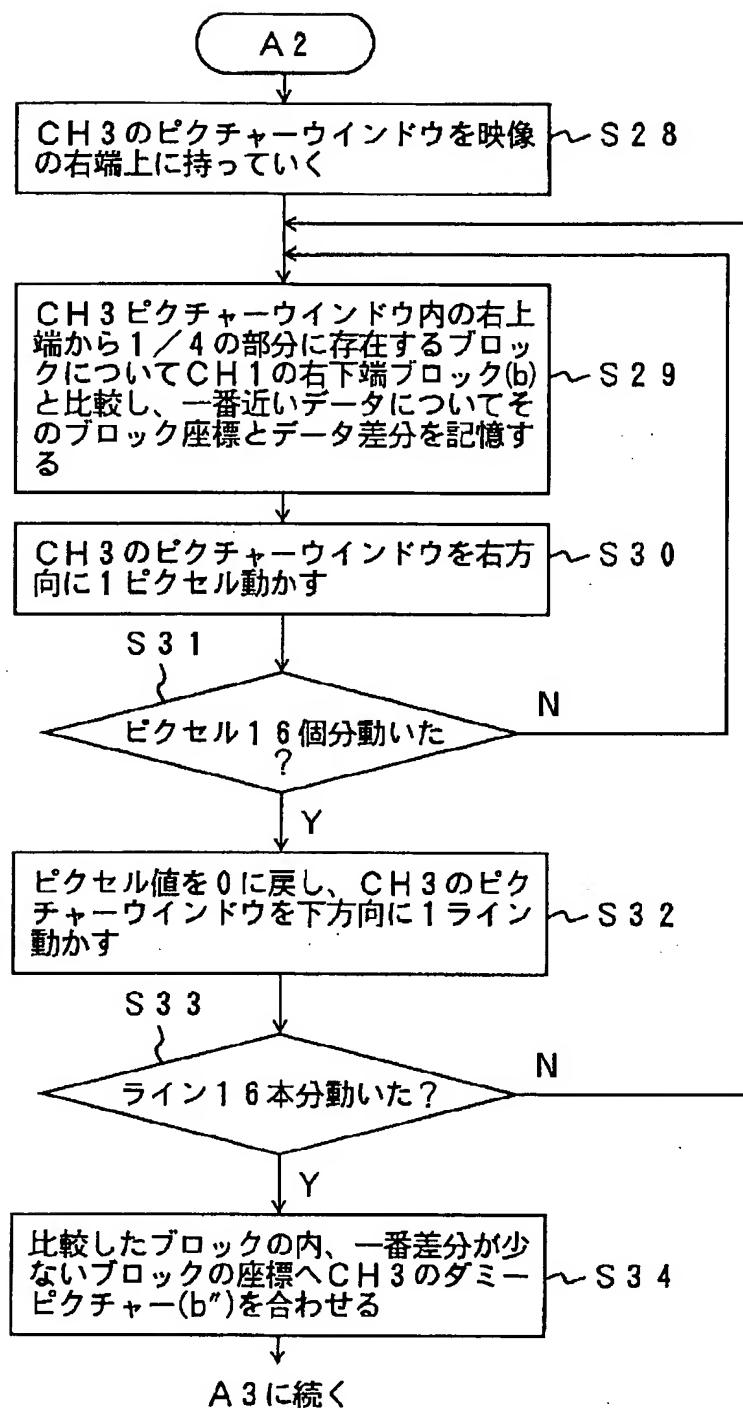 A2
CH3のピクチャーウインドウを映像
の右端上に持っていく
S28
CH3ピクチャーウインドウ内の右上
端から1/4の部分に存在するブロッ
クについてCH1の右下端ブロック(b)
と比較し、一番近いデータについてそ
のブロック座標とデータ差分を記憶す
る
S29
CH3のピクチャーウインドウを右方
向に1ピクセル動かす
S30
S31
ピクセル16個分動いた
?
N
Y
ピクセル値を0に戻し、CH3のピク
チャーウインドウを下方向に1ライン
動かす
S32
S33
ライン16本分動いた?
N
Y
比較したブロックの内、一番差分が少
ないブロックの座標へCH3のダミー
ピクチャー(b″)を合わせる
S34
A3に続く